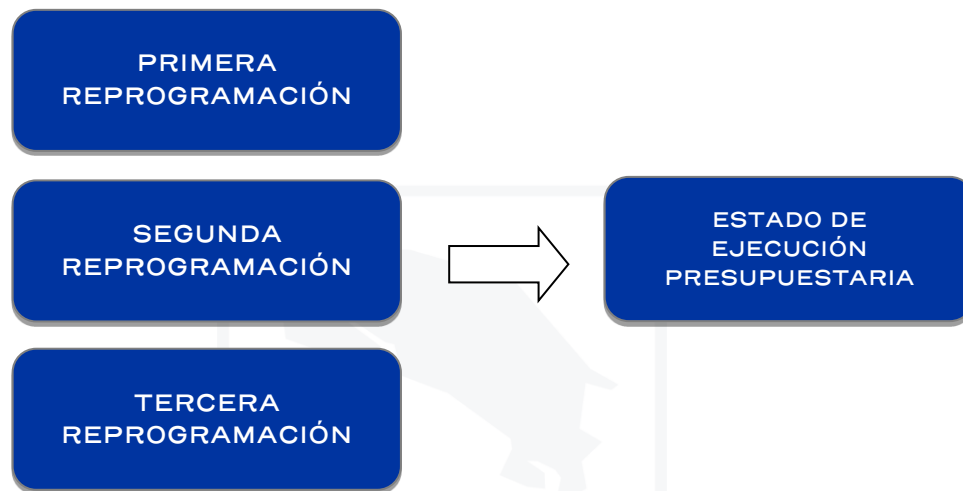 PRIMERA
REPROGRAMACIÓN
SEGUNDA
REPROGRAMACIÓN
TERCERA
REPROGRAMACIÓN
ESTADO DE
EJECUCIÓN
PRESUPUESTARIA